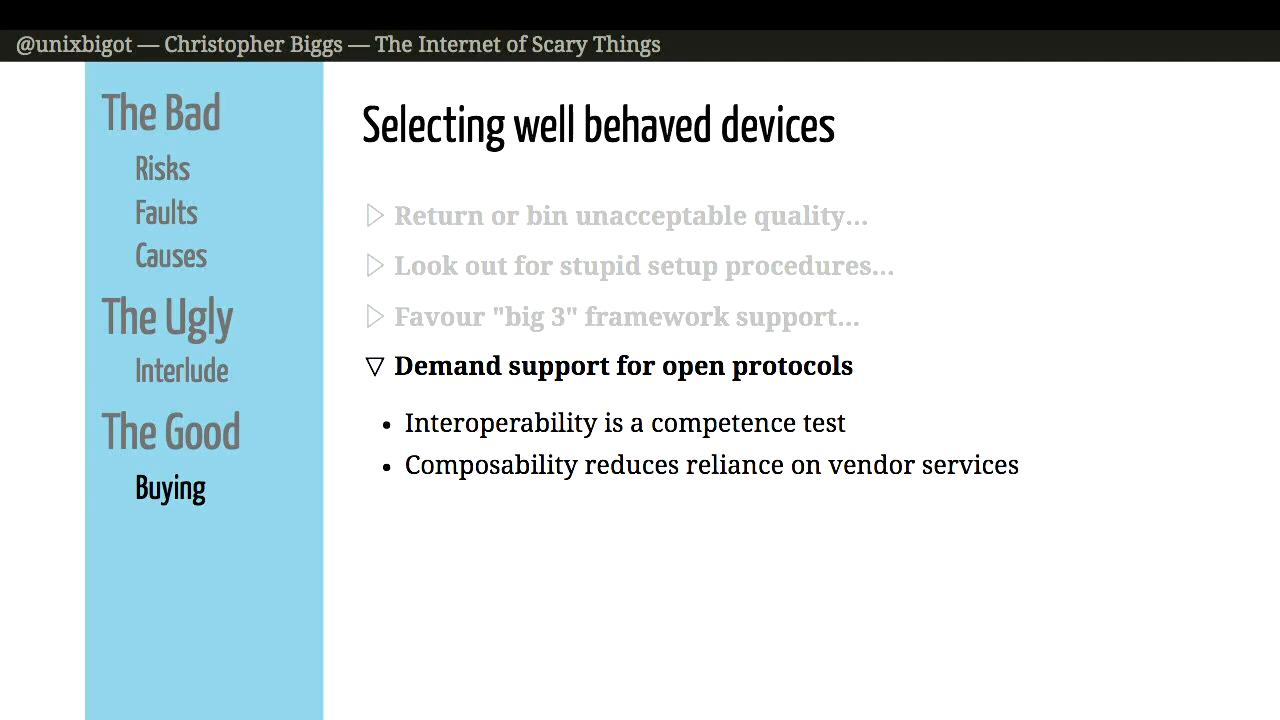 @unixbigot — Christopher Biggs — The Internet of Scary Things
The Bad
Risks
Faults
Causes
The Ugly
Interlude
The Good
Buying
Selecting well behaved devices
▷ Return or bin unacceptable quality...
▷ Look out for stupid setup procedures...
▷ Favour "big 3" framework support...
▽ Demand support for open protocols
• Interoperability is a competence test
• Composability reduces reliance on vendor services